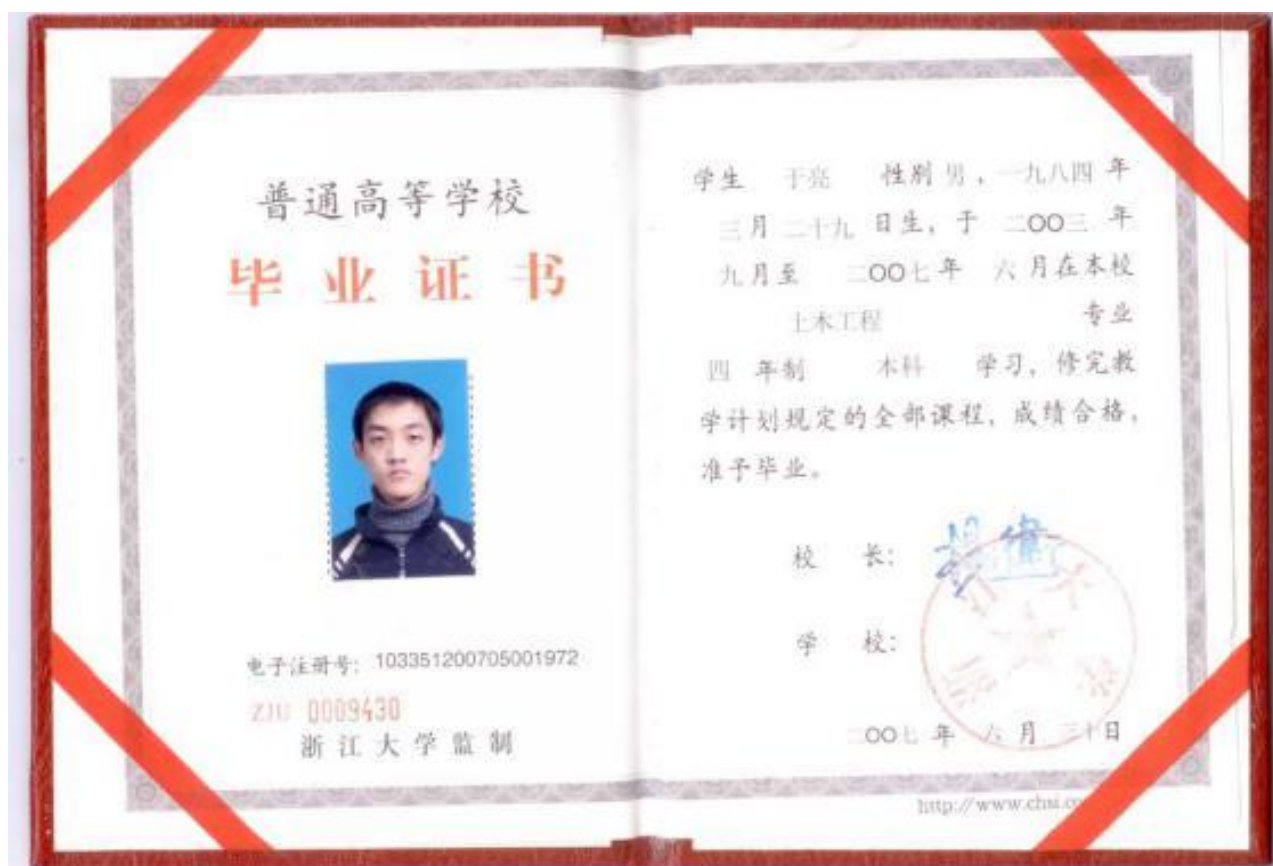 普通高等学校
毕业证书
电子注册号: 103351200705001972
ZJU 0009430
浙江大学监制
学生 于亮 性别 男, 一九八四 年
三月 二十九 日生, 于 二OO三 年
九月至 二OO七年 六月在本校
土木工程 专业
四 年制 本科 学习, 修完教
学计划规定的全部课程, 成绩合格,
准予毕业。
校 长:
学 校:
浙江大学
二OO七 年 六 月 三十日
http://www.chsi.co